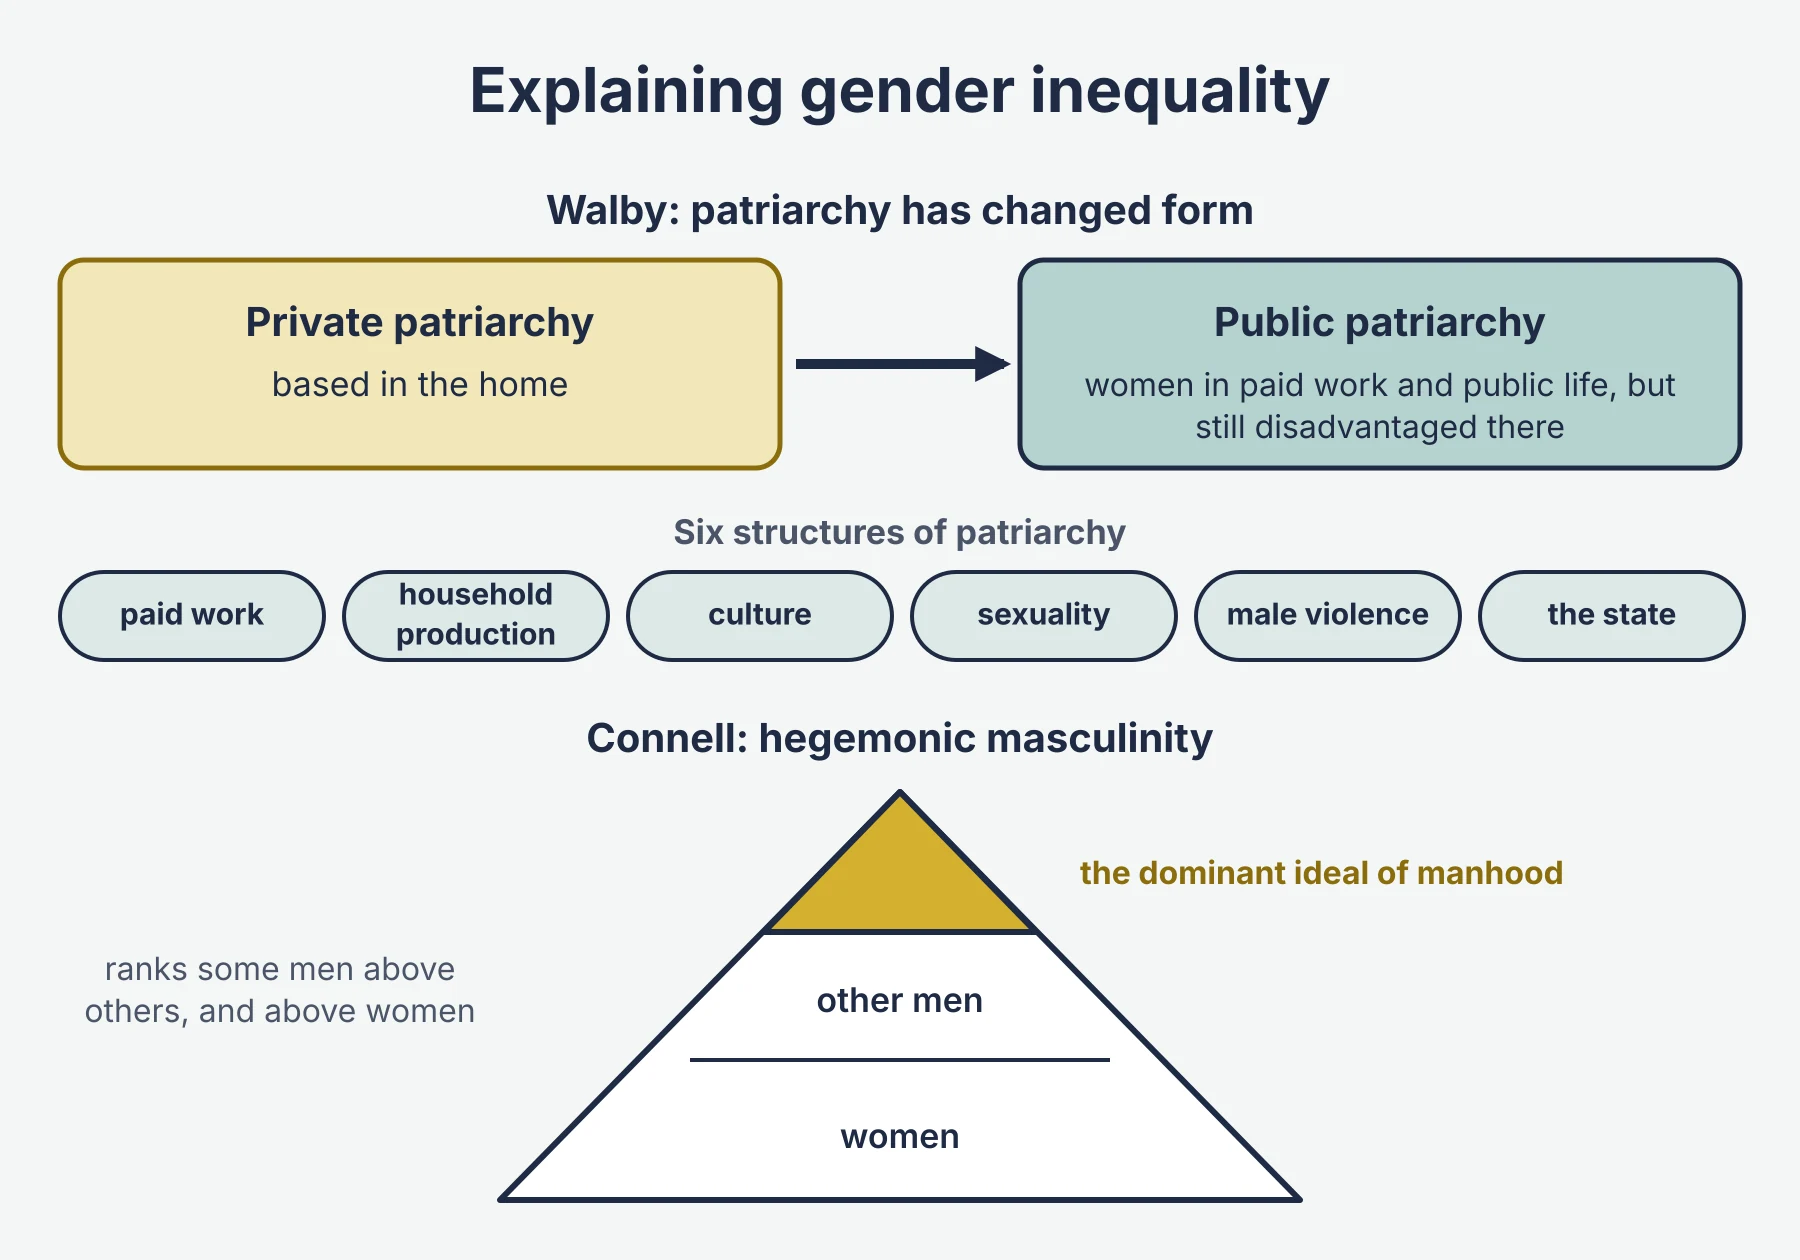 Explaining gender inequality
Walby: patriarchy has changed form
Private patriarchy
based in the home
Public patriarchy
women in paid work and public life, but
still disadvantaged there
Six structures of patriarchy
paid work
household
production
culture
sexuality
male violence
the state
Connell: hegemonic masculinity
the dominant ideal of manhood
ranks some men above
others, and above women
other men
women